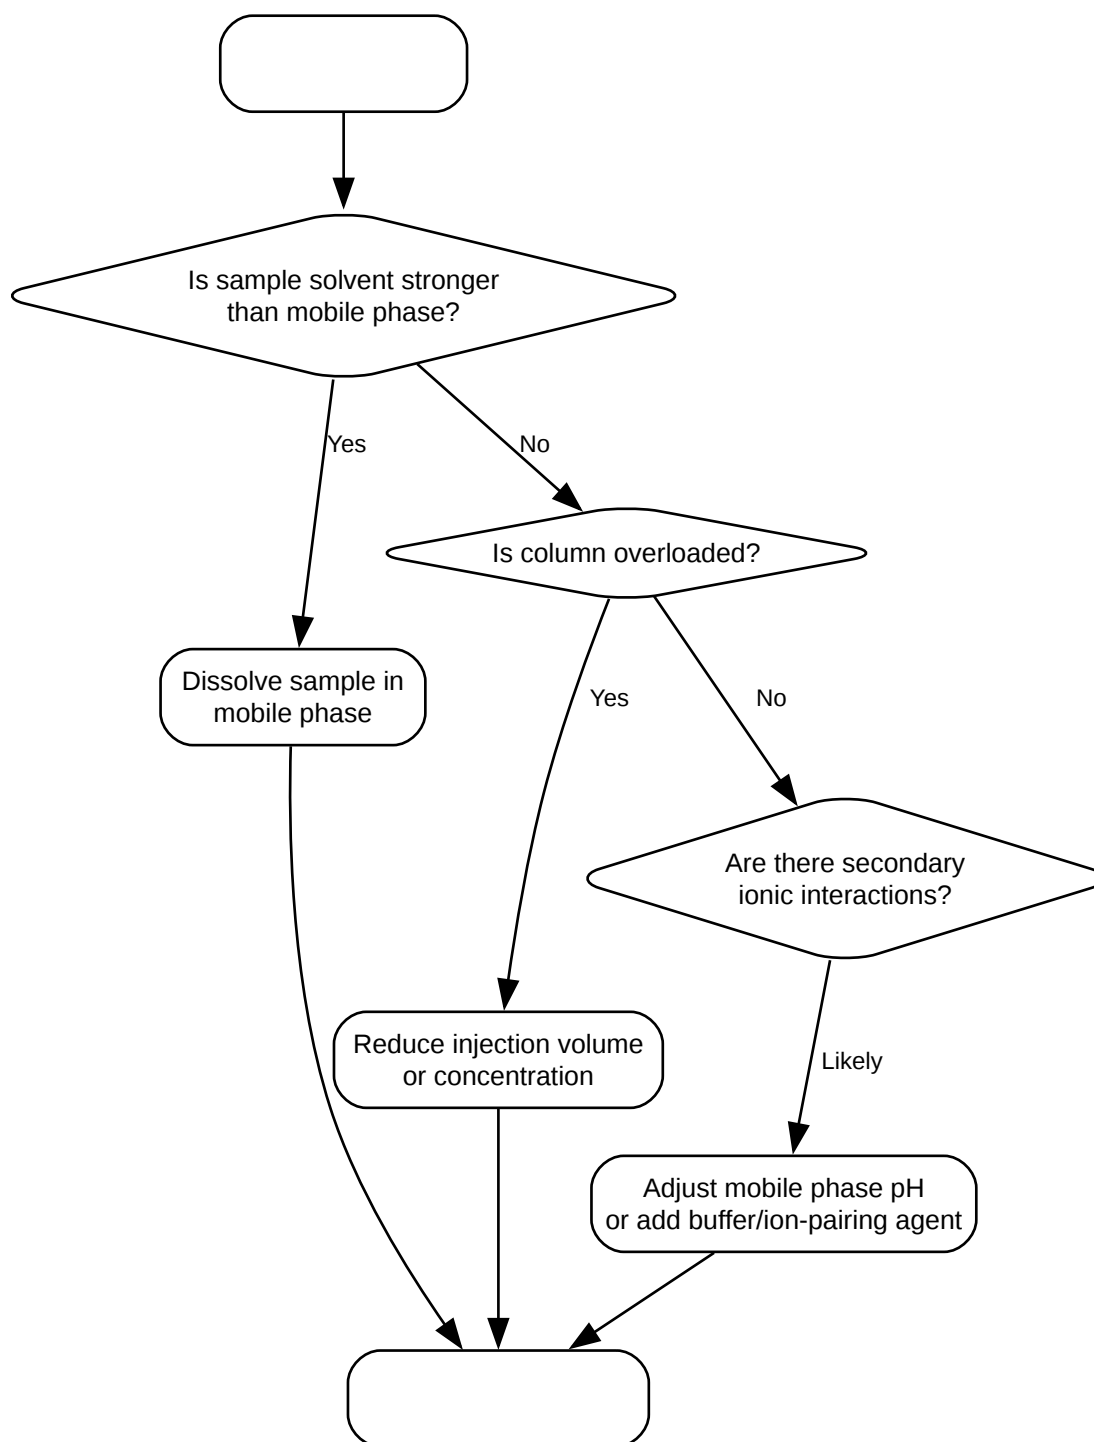 Is sample solvent stronger
than mobile phase?
Yes
No
Is column overloaded?
Dissolve sample in
mobile phase
Yes
No
Are there secondary
ionic interactions?
Reduce injection volume
or concentration
Likely
Adjust mobile phase pH
or add buffer/ion-pairing agent